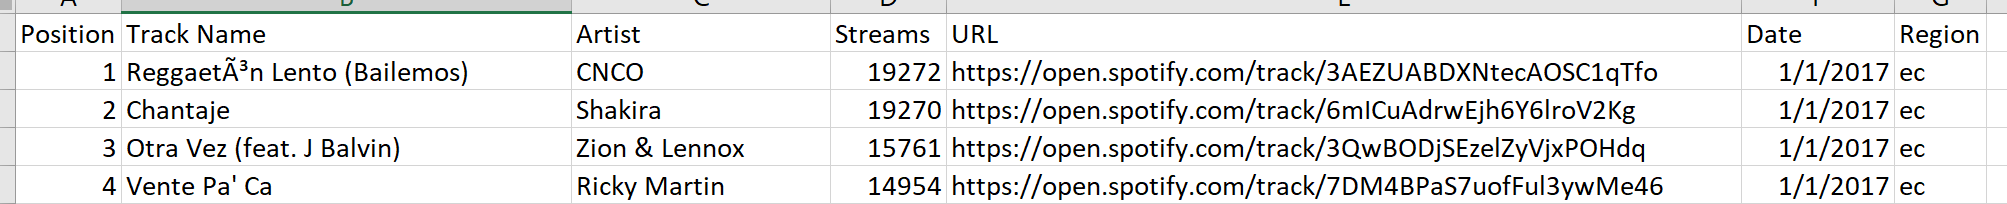 Position Track Name Artist Streams URL Date Region
1 ReggaetÃ³n Lento (Bailemos) CNCO 19272 https://open.spotify.com/track/3AEZUABDXNtecAOSC1qTfo 1/1/2017 ec
2 Chantaje Shakira 19270 https://open.spotify.com/track/6mICuAdrwEjh6Y6lroV2Kg 1/1/2017 ec
3 Otra Vez (feat. J Balvin) Zion & Lennox 15761 https://open.spotify.com/track/3QwBODjSEzelZyVjxPOHdq 1/1/2017 ec
4 Vente Pa' Ca Ricky Martin 14954 https://open.spotify.com/track/7DM4BPaS7uofFul3ywMe46 1/1/2017 ec